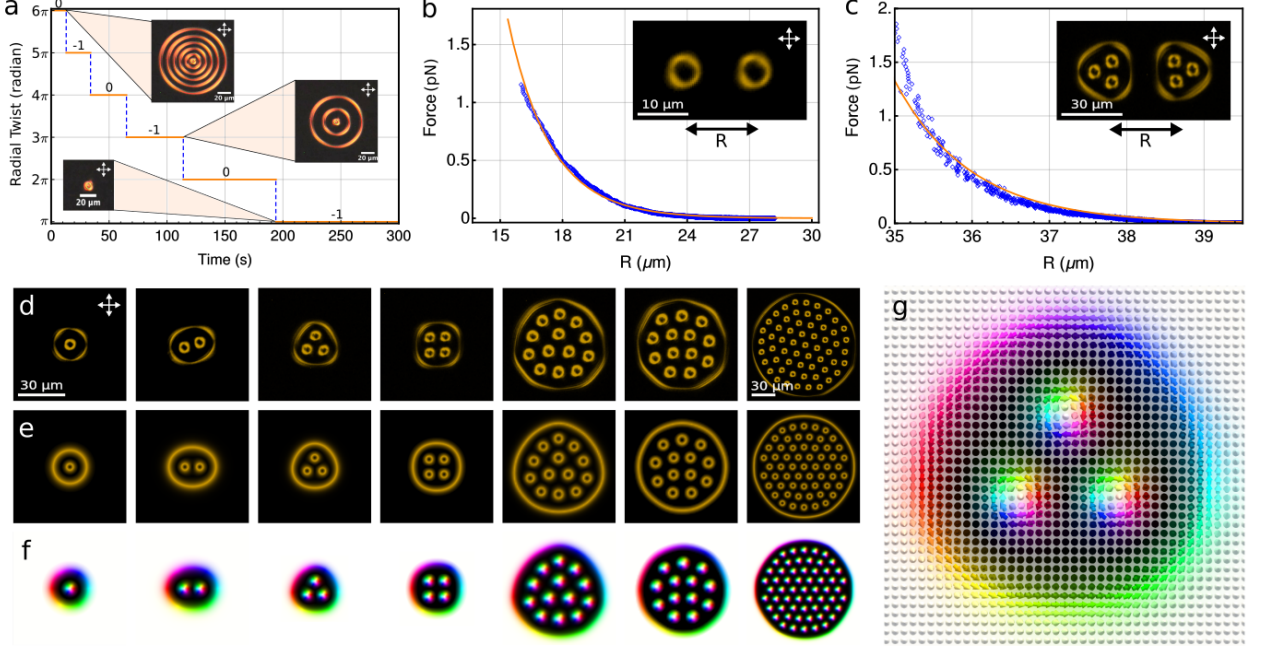 a
6π
5π
4π
3π
2π
π
Radial Twist (radian)
0
-1
0
-1
0
-1
20 µm
20 µm
20 µm
0
50
100
150
200
250
300
Time (s)
b
1.5
1.
0.5
0
Force (pN)
10 µm
R
15
18
21
24
27
30
R (µm)
c
2.
1.5
1.
0.5
0.
Force (pN)
30 µm
R
35
36
37
38
39
R (µm)
d
30 µm
30 µm
e
f
g